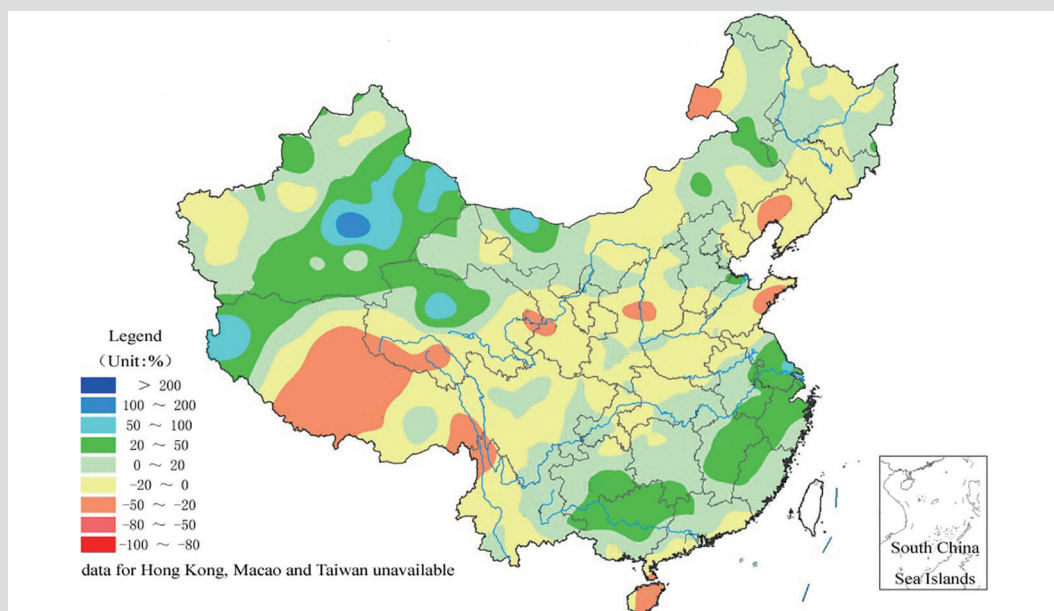 Legend
（Unit:%）
> 200
100 ～ 200
50 ～ 100
20 ～ 50
0 ～ 20
-20 ～ 0
-50 ～ -20
-80 ～ -50
-100 ～ -80
data for Hong Kong, Macao and Taiwan unavailable
South China
Sea Islands